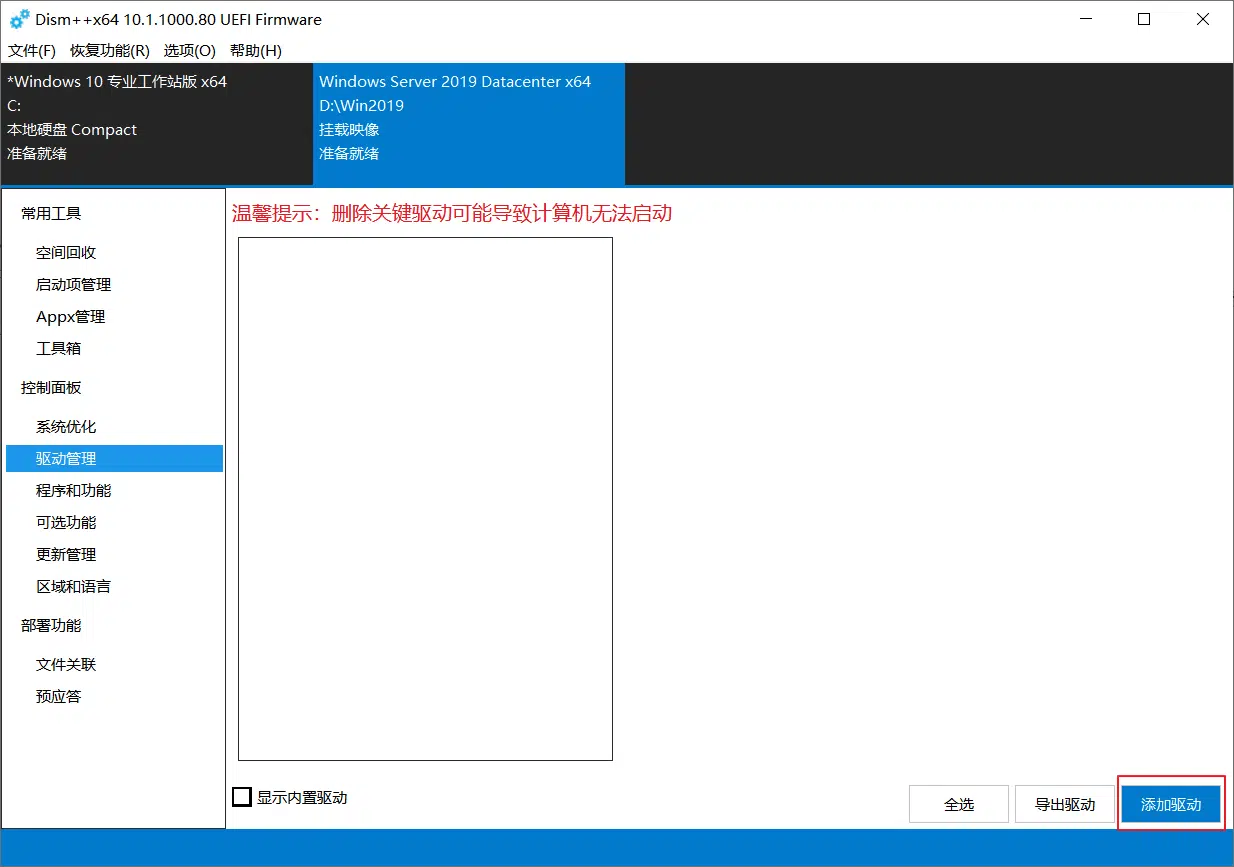 Dism++x64 10.1.1000.80 UEFI Firmware
文件(F) 恢复功能(R) 选项(O) 帮助(H)
*Windows 10 专业工作站版 x64
C:
本地硬盘 Compact
准备就绪
Windows Server 2019 Datacenter x64
D:\Win2019
挂载映像
准备就绪
常用工具
空间回收
启动项管理
Appx管理
工具箱
控制面板
系统优化
驱动管理
程序和功能
可选功能
更新管理
区域和语言
部署功能
文件关联
预应答
温馨提示：删除关键驱动可能导致计算机无法启动
显示内置驱动
全选 导出驱动 添加驱动